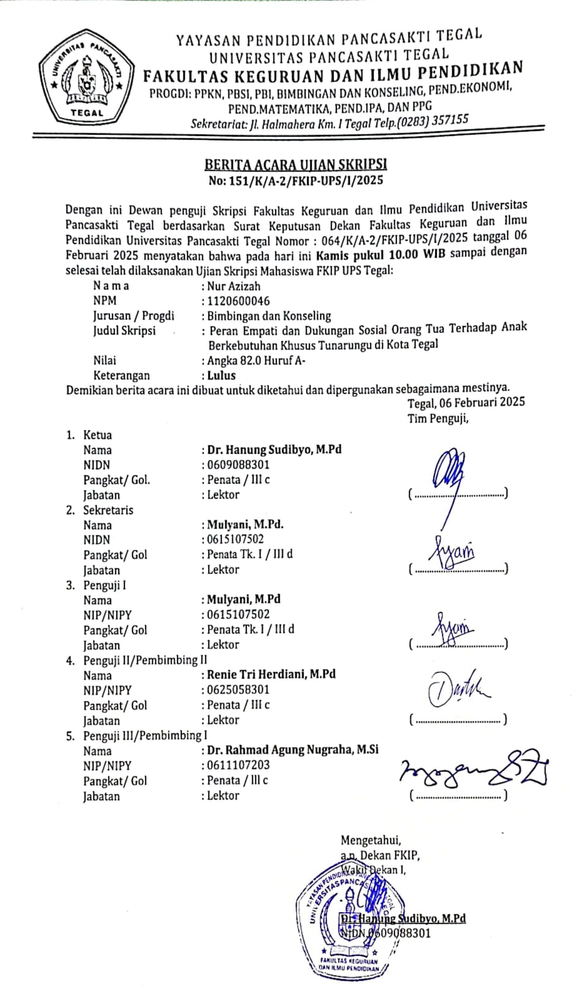 UNIVERSITAS PANCASAKTI
TEGAL
YAYASAN PENDIDIKAN PANCASAKTI TEGAL
UNIVERSITAS PANCASAKTI TEGAL
FAKULTAS KEGURUAN DAN ILMU PENDIDIKAN
PROGDI: PPKN, PBSI, PBI, BIMBINGAN DAN KONSELING, PEND.EKONOMI,
PEND.MATEMATIKA, PEND.IPA, DAN PPG
Sekretariat: Jl. Halmahera Km. I Tegal Telp.(0283) 357155
BERITA ACARA UJIAN SKRIPSI
No: 151/K/A-2/FKIP-UPS/I/2025
Dengan ini Dewan penguji Skripsi Fakultas Keguruan dan Ilmu Pendidikan Universitas
Pancasakti Tegal berdasarkan Surat Keputusan Dekan Fakultas Keguruan dan Ilmu
Pendidikan Universitas Pancasakti Tegal Nomor : 064/K/A-2/FKIP-UPS/I/2025 tanggal 06
Februari 2025 menyatakan bahwa pada hari ini Kamis pukul 10.00 WIB sampai dengan
selesai telah dilaksanakan Ujian Skripsi Mahasiswa FKIP UPS Tegal:
N a m a : Nur Azizah
NPM : 1120600046
Jurusan / Progdi : Bimbingan dan Konseling
Judul Skripsi : Peran Empati dan Dukungan Sosial Orang Tua Terhadap Anak
Berkebutuhan Khusus Tunarungu di Kota Tegal
Nilai : Angka 82.0 Huruf A-
Keterangan : Lulus
Demikian berita acara ini dibuat untuk diketahui dan dipergunakan sebagaimana mestinya.
Tegal, 06 Februari 2025
Tim Penguji,
1. Ketua
Nama : Dr. Hanung Sudibyo, M.Pd
NIDN : 0609088301
Pangkat/ Gol. : Penata / III c
Jabatan : Lektor (....................................)
2. Sekretaris
Nama : Mulyani, M.Pd.
NIDN : 0615107502
Pangkat/ Gol : Penata Tk. I / III d
Jabatan : Lektor (....................................)
3. Penguji I
Nama : Mulyani, M.Pd
NIP/NIPY : 0615107502
Pangkat/ Gol : Penata Tk. I / III d
Jabatan : Lektor (....................................)
4. Penguji II/Pembimbing II
Nama : Renie Tri Herdiani, M.Pd
NIP/NIPY : 0625058301
Pangkat/ Gol : Penata / III c
Jabatan : Lektor (....................................)
5. Penguji III/Pembimbing I
Nama : Dr. Rahmad Agung Nugraha, M.Si
NIP/NIPY : 0611107203
Pangkat/ Gol : Penata / III c
Jabatan : Lektor (....................................)
Mengetahui,
a.n. Dekan FKIP,
Wakil Dekan I,
Dr. Hanung Sudibyo, M.Pd
NIDN.0609088301
YAYASAN PENDIDIKAN PANCASAKTI TEGAL
UNIVERSITAS PANCASAKTI TEGAL
FAKULTAS KEGURUAN
DAN ILMU PENDIDIKAN